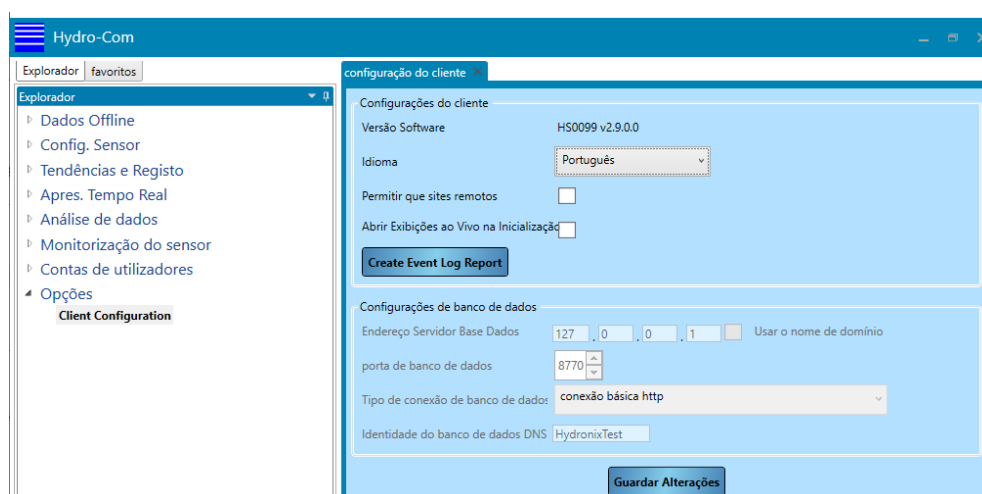 Hydro-Com
Explorador favoritos
configuração do cliente
Explorador
Dados Offline
Config. Sensor
Tendências e Registo
Apres. Tempo Real
Análise de dados
Monitorização do sensor
Contas de utilizadores
Opções
Client Configuration
Configurações do cliente
Versão Software HS0099 v2.9.0.0
Idioma Português
Permitir que sites remotos
Abrir Exibições ao Vivo na Inicialização
Create Event Log Report
Configurações de banco de dados
Endereço Servidor Base Dados 127 . 0 . 0 . 1 Usar o nome de domínio
porta de banco de dados 8770
Tipo de conexão de banco de dados conexão básica http
Identidade do banco de dados DNS HydronixTest
Guardar Alterações